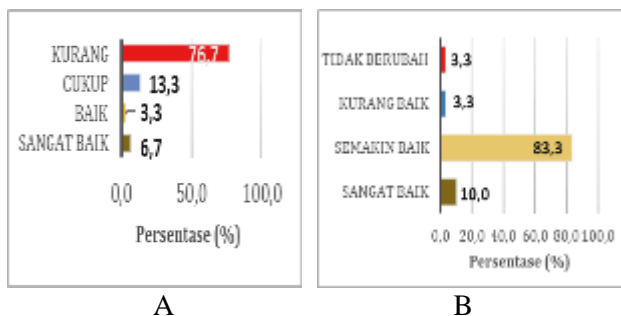 KURANG 76,7
CUKUP 13,3
BAIK 3,3
SANGAT BAIK 6,7
0,0 50,0 100,0
Persentase (%)
A
TIDAK BERUBAH 3,3
KURANG BAIK 3,3
SEMAKIN BAIK 83,3
SANGAT BAIK 10,0
0,0 20,0 40,0 60,0 80,0 100,0
Persentase (%)
B